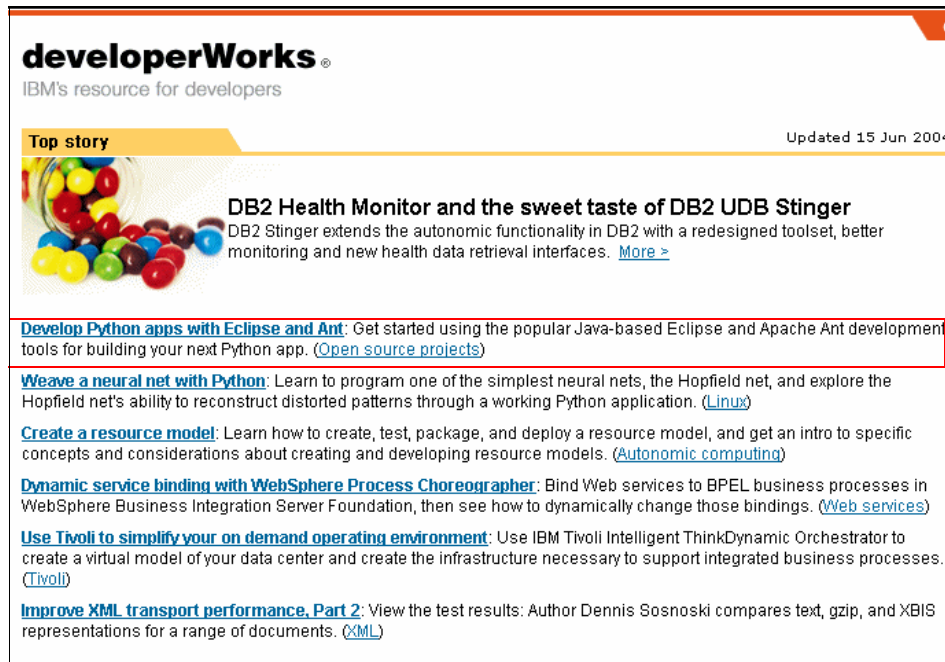 developerWorks ®
IBM's resource for developers
Top story
Updated 15 Jun 2004
DB2 Health Monitor and the sweet taste of DB2 UDB Stinger
DB2 Stinger extends the autonomic functionality in DB2 with a redesigned toolset, better
monitoring and new health data retrieval interfaces. More >
Develop Python apps with Eclipse and Ant: Get started using the popular Java-based Eclipse and Apache Ant development
tools for building your next Python app. (Open source projects)
Weave a neural net with Python: Learn to program one of the simplest neural nets, the Hopfield net, and explore the
Hopfield net's ability to reconstruct distorted patterns through a working Python application. (Linux)
Create a resource model: Learn how to create, test, package, and deploy a resource model, and get an intro to specific
concepts and considerations about creating and developing resource models. (Autonomic computing)
Dynamic service binding with WebSphere Process Choreographer: Bind Web services to BPEL business processes in
WebSphere Business Integration Server Foundation, then see how to dynamically change those bindings. (Web services)
Use Tivoli to simplify your on demand operating environment: Use IBM Tivoli Intelligent ThinkDynamic Orchestrator to
create a virtual model of your data center and create the infrastructure necessary to support integrated business processes.
(Tivoli)
Improve XML transport performance, Part 2: View the test results: Author Dennis Sosnoski compares text, gzip, and XBIS
representations for a range of documents. (XML)